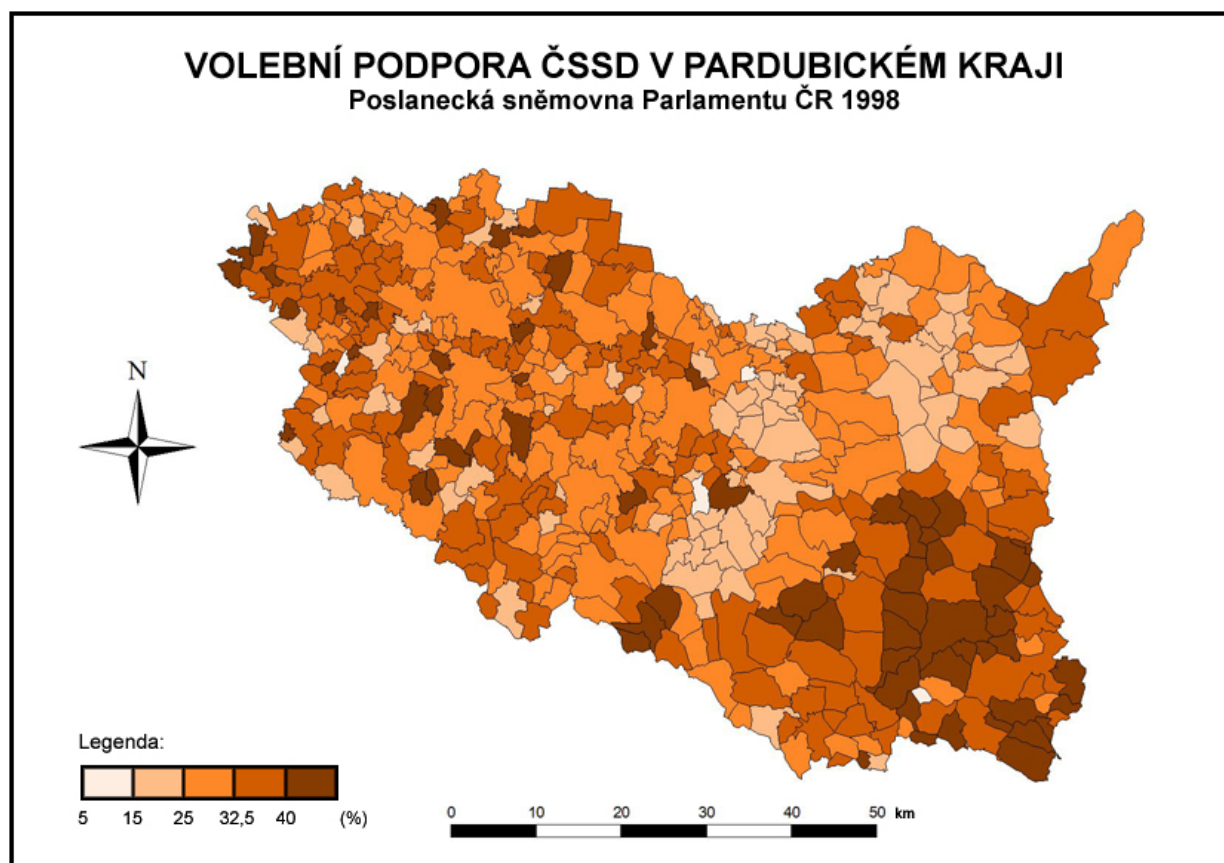 VOLEBNÍ PODPORA ČSSD V PARDUBICKÉM KRAJI
Poslanecká sněmovna Parlamentu ČR 1998
N
Legenda:
5 15 25 32,5 40 (%)
0 10 20 30 40 50 km